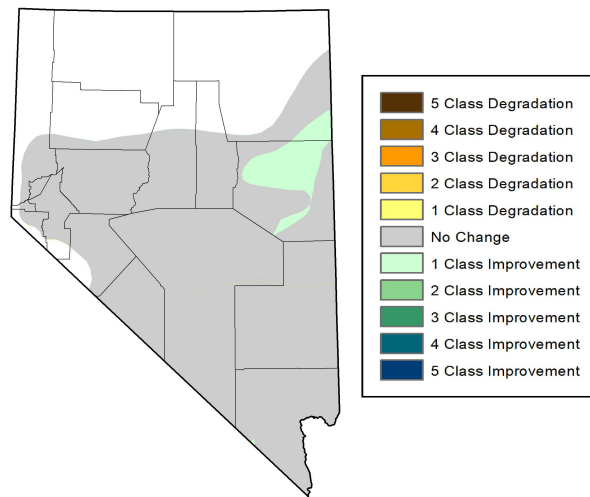 5 Class Degradation
4 Class Degradation
3 Class Degradation
2 Class Degradation
1 Class Degradation
No Change
1 Class Improvement
2 Class Improvement
3 Class Improvement
4 Class Improvement
5 Class Improvement